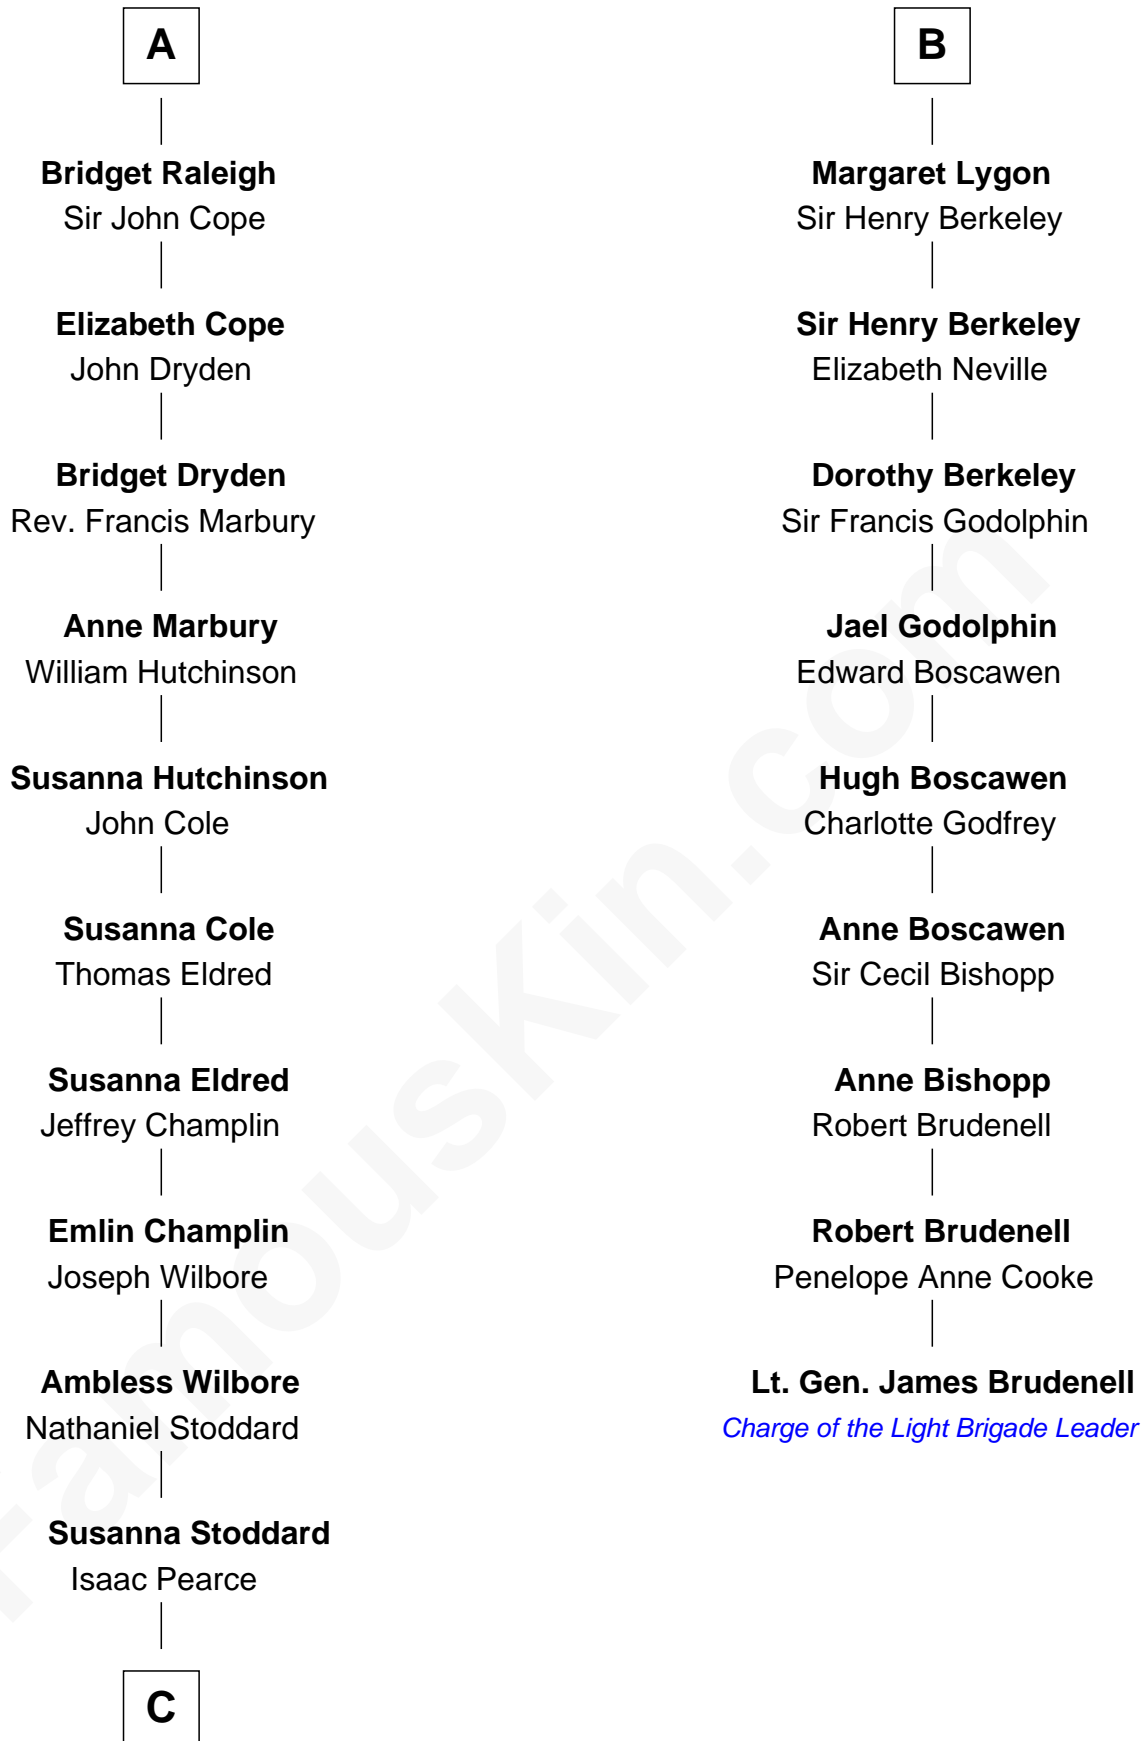 A
Bridget Raleigh
Sir John Cope
Elizabeth Cope
John Dryden
Bridget Dryden
Rev. Francis Marbury
Anne Marbury
William Hutchinson
Susanna Hutchinson
John Cole
Susanna Cole
Thomas Eldred
Susanna Eldred
Jeffrey Champlin
Emlin Champlin
Joseph Wilbore
Ambless Wilbore
Nathaniel Stoddard
Susanna Stoddard
Isaac Pearce
C
B
Margaret Lygon
Sir Henry Berkeley
Sir Henry Berkeley
Elizabeth Neville
Dorothy Berkeley
Sir Francis Godolphin
Jael Godolphin
Edward Boscawen
Hugh Boscawen
Charlotte Godfrey
Anne Boscawen
Sir Cecil Bishopp
Anne Bishopp
Robert Brudenell
Robert Brudenell
Penelope Anne Cooke
Lt. Gen. James Brudenell
Charge of the Light Brigade Leader
FamousKin.com